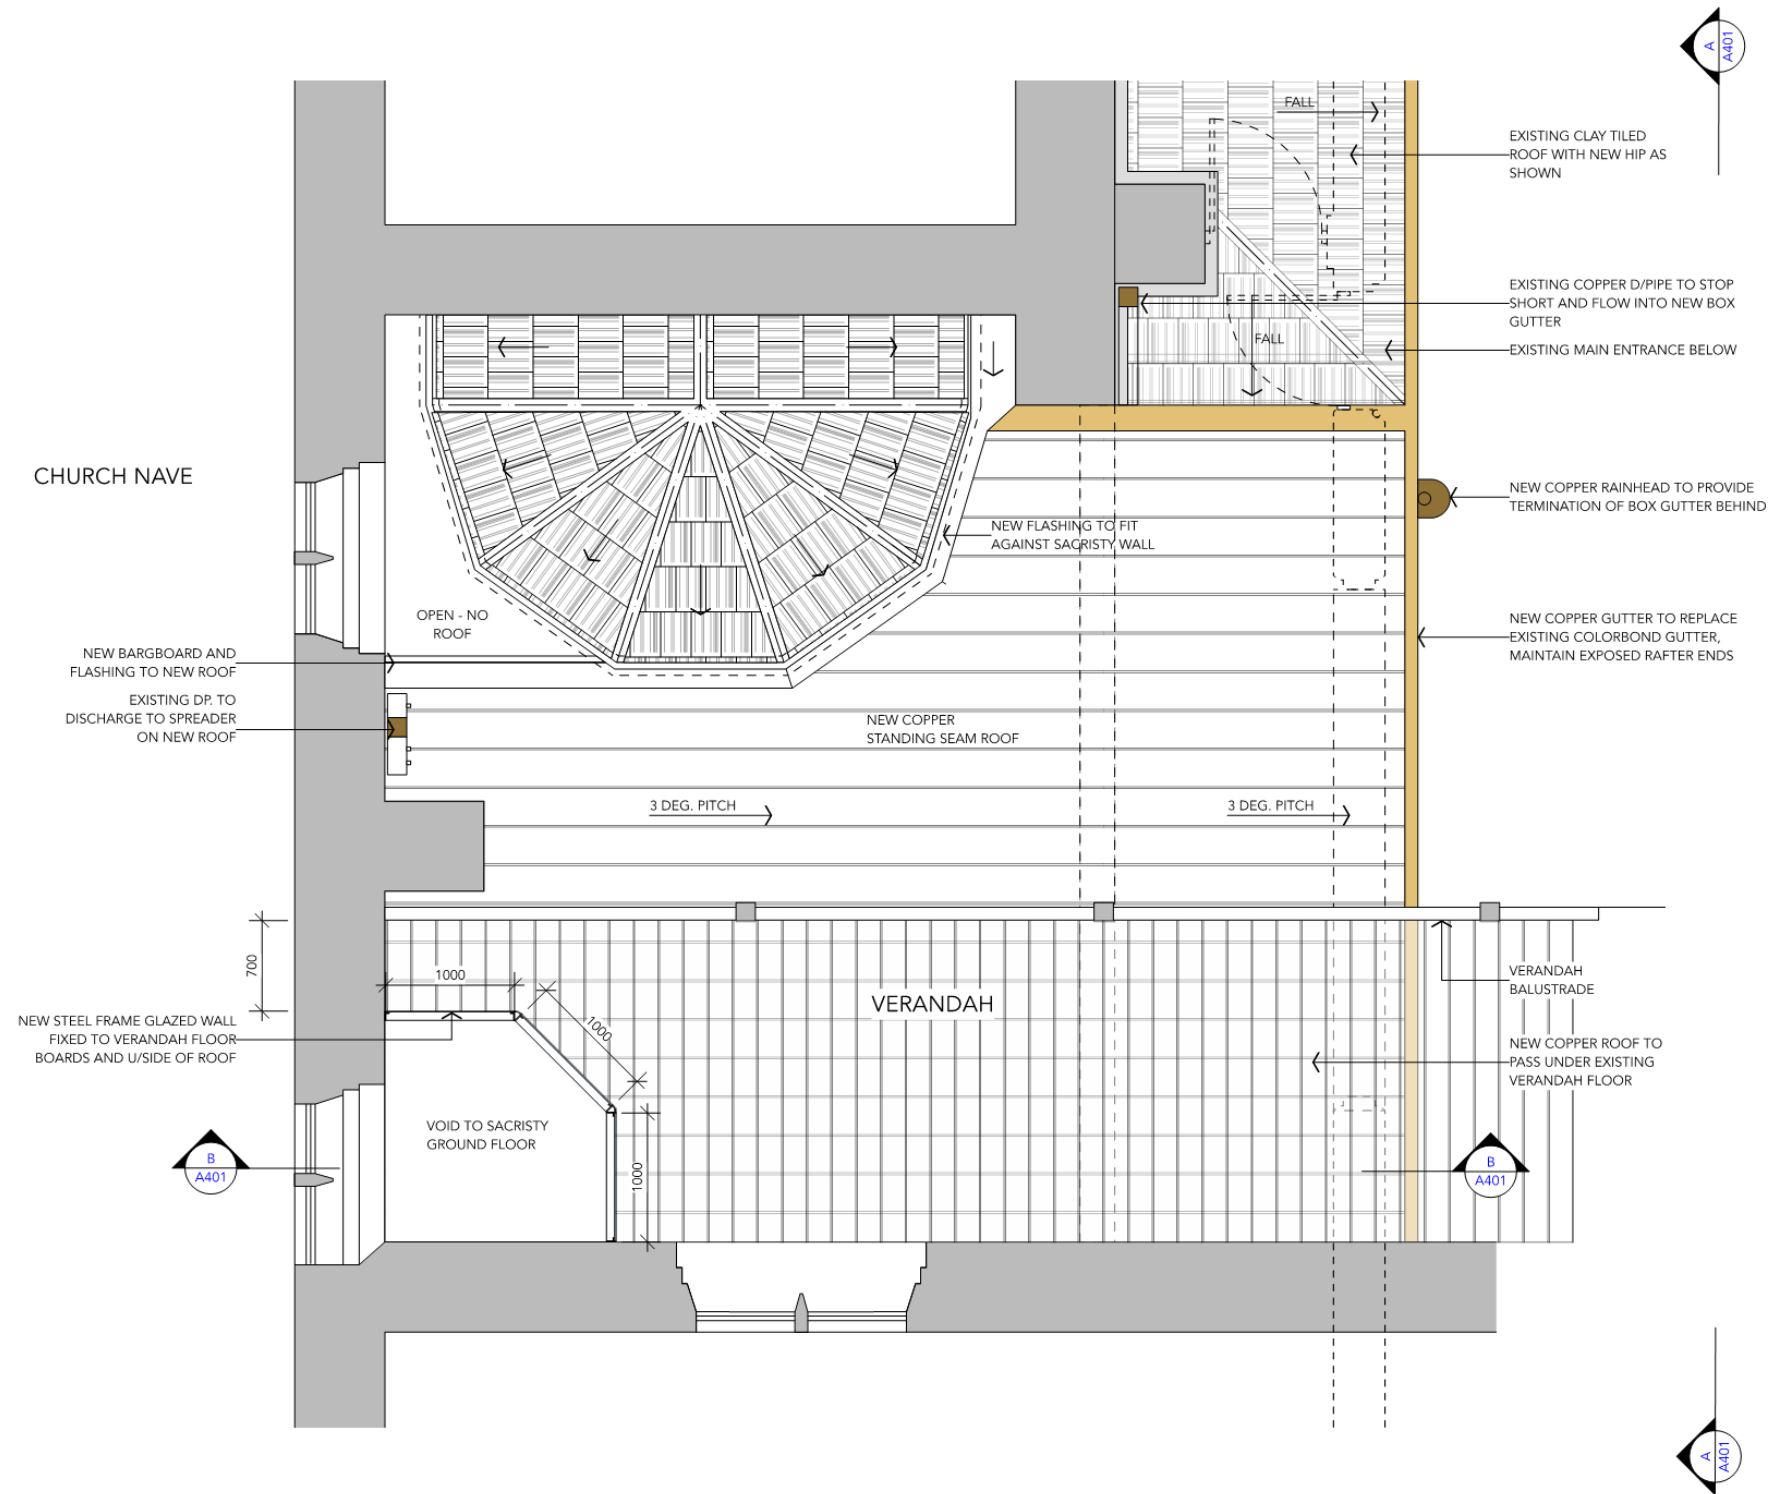 A
A401
FALL
EXISTING CLAY TILED
ROOF WITH NEW HIP AS
SHOWN
EXISTING COPPER D/PIPE TO STOP
SHORT AND FLOW INTO NEW BOX
GUTTER
FALL
EXISTING MAIN ENTRANCE BELOW
CHURCH NAVE
NEW COPPER RAINHEAD TO PROVIDE
TERMINATION OF BOX GUTTER BEHIND
NEW FLASHING TO FIT
AGAINST SACRISTY WALL
OPEN - NO
ROOF
NEW COPPER GUTTER TO REPLACE
EXISTING COLORBOND GUTTER,
MAINTAIN EXPOSED RAFTER ENDS
NEW BARGBOARD AND
FLASHING TO NEW ROOF
EXISTING DP. TO
DISCHARGE TO SPREADER
ON NEW ROOF
NEW COPPER
STANDING SEAM ROOF
3 DEG. PITCH
3 DEG. PITCH
700
1000
VERANDAH
VERANDAH
BALUSTRADE
NEW STEEL FRAME GLAZED WALL
FIXED TO VERANDAH FLOOR
BOARDS AND U/SIDE OF ROOF
1000
NEW COPPER ROOF TO
PASS UNDER EXISTING
VERANDAH FLOOR
VOID TO SACRISTY
GROUND FLOOR
B
A401
1000
B
A401
A
A401